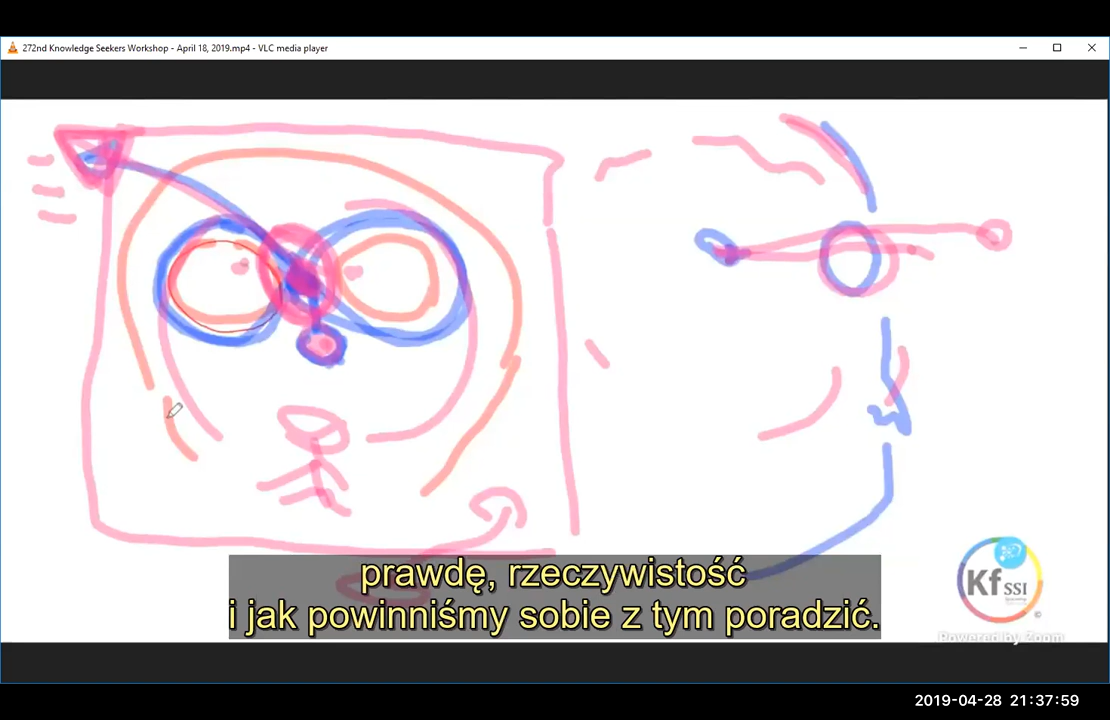 272nd Knowledge Seekers Workshop - April 18, 2019.mp4 - VLC media player
prawdę, rzeczywistość
i jak powinniśmy sobie z tym poradzić.
Kf SSI
Powered by Zoom
2019-04-28 21:37:59